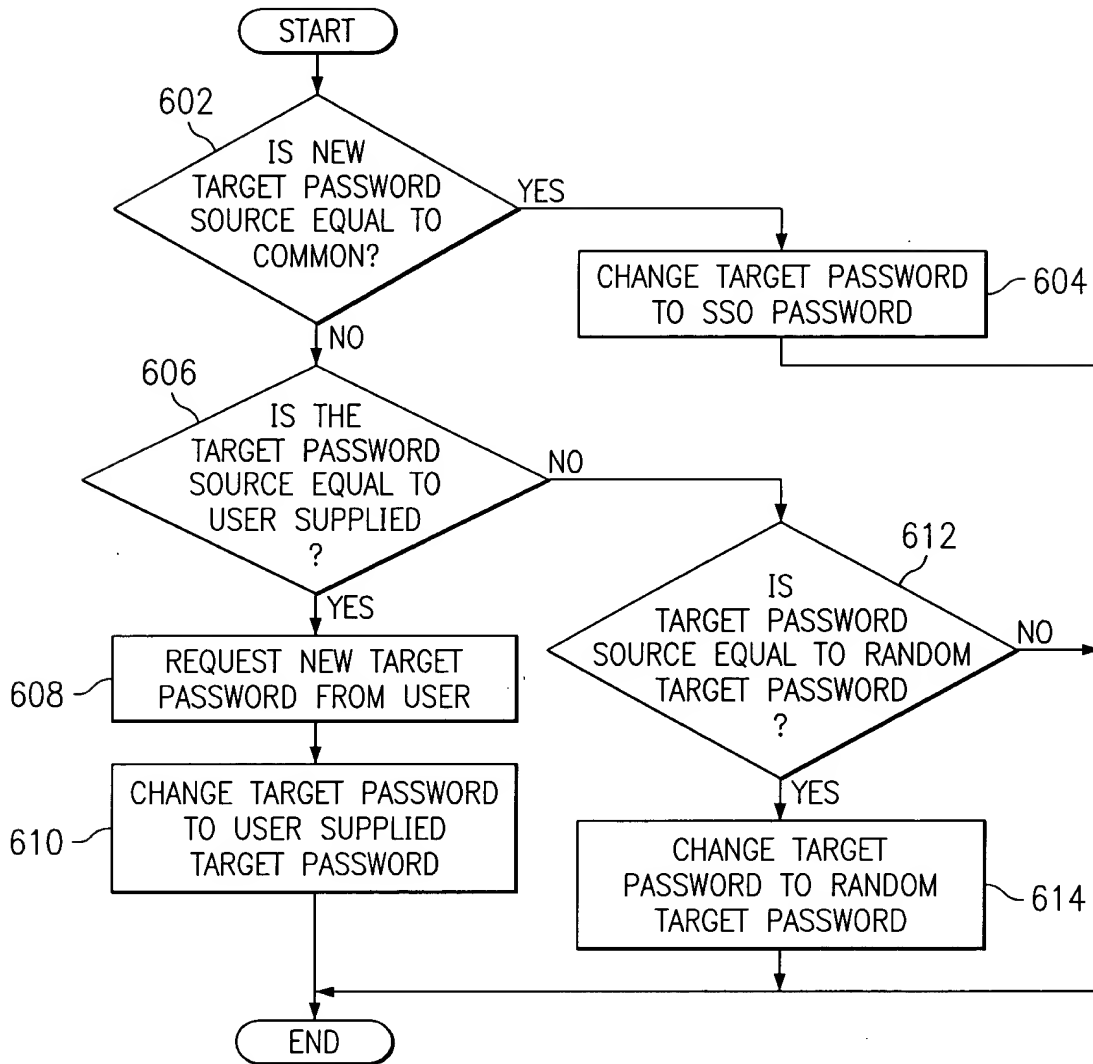 START
602
IS NEW
TARGET PASSWORD
SOURCE EQUAL TO
COMMON?
YES
CHANGE TARGET PASSWORD
TO SSO PASSWORD
604
NO
606
IS THE
TARGET PASSWORD
SOURCE EQUAL TO
USER SUPPLIED
?
NO
612
IS
TARGET PASSWORD
SOURCE EQUAL TO RANDOM
TARGET PASSWORD
?
NO
YES
REQUEST NEW TARGET
PASSWORD FROM USER
608
CHANGE TARGET PASSWORD
TO USER SUPPLIED
TARGET PASSWORD
610
YES
CHANGE TARGET
PASSWORD TO RANDOM
TARGET PASSWORD
614
END